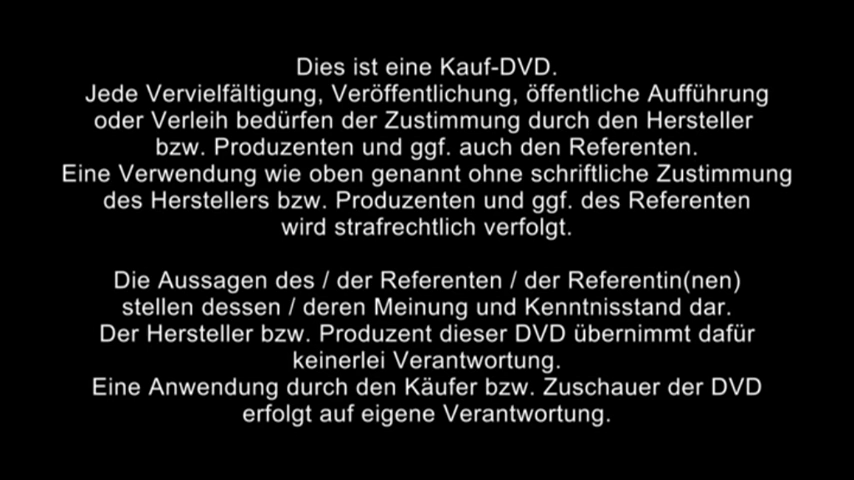 Dies ist eine Kauf-DVD.
Jede Vervielfältigung, Veröffentlichung, öffentliche Aufführung
oder Verleih bedürfen der Zustimmung durch den Hersteller
bzw. Produzenten und ggf. auch den Referenten.
Eine Verwendung wie oben genannt ohne schriftliche Zustimmung
des Herstellers bzw. Produzenten und ggf. des Referenten
wird strafrechtlich verfolgt.
Die Aussagen des / der Referenten / der Referentin(nen)
stellen dessen / deren Meinung und Kenntnisstand dar.
Der Hersteller bzw. Produzent dieser DVD übernimmt dafür
keinerlei Verantwortung.
Eine Anwendung durch den Käufer bzw. Zuschauer der DVD
erfolgt auf eigene Verantwortung.